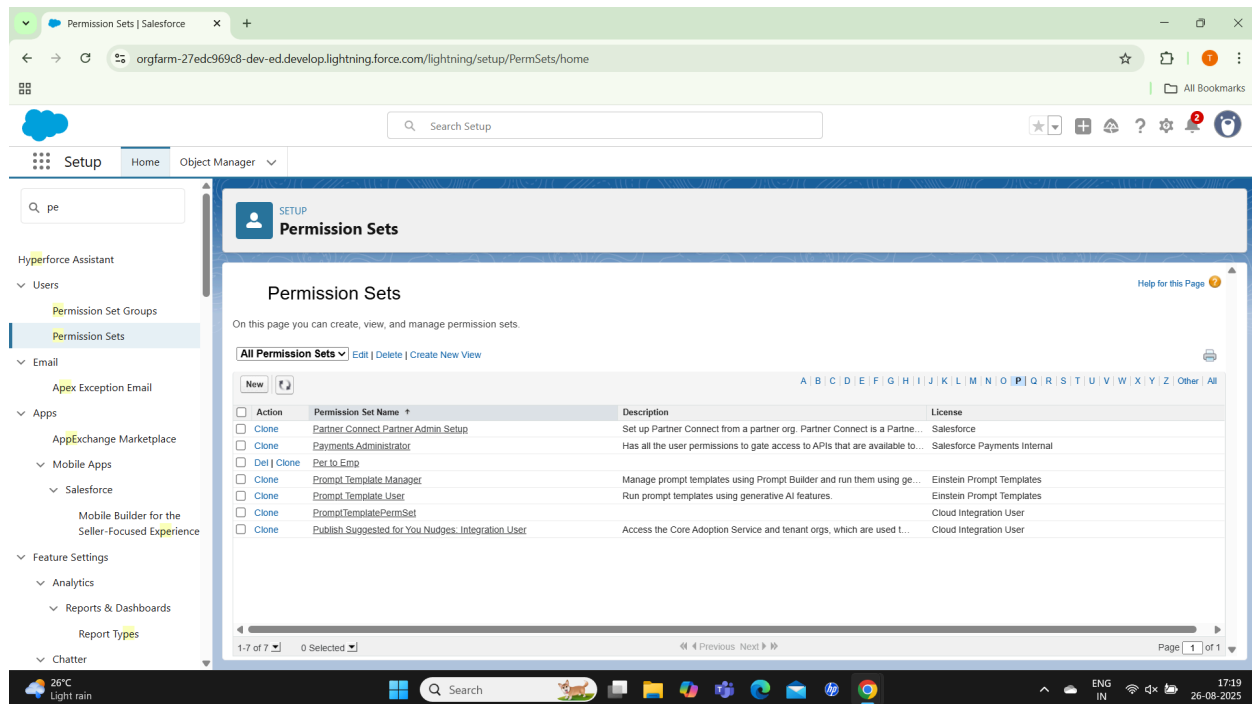 Permission Sets | Salesforce
orgfarm-27edc969c8-dev-ed.develop.lightning.force.com/lightning/setup/PermSets/home
T
All Bookmarks
Search Setup
2
Setup
Home
Object Manager
pe
Hyperforce Assistant
Users
Permission Set Groups
Permission Sets
Email
Apex Exception Email
Apps
AppExchange Marketplace
Mobile Apps
Salesforce
Mobile Builder for the
Seller-Focused Experience
Feature Settings
Analytics
Reports & Dashboards
Report Types
Chatter
SETUP
Permission Sets
Permission Sets
Help for this Page ?
On this page you can create, view, and manage permission sets.
All Permission Sets Edit | Delete | Create New View
New A | B | C | D | E | F | G | H | I | J | K | L | M | N | O | P | Q | R | S | T | U | V | W | X | Y | Z | Other | All
Action Permission Set Name ↑ Description License
Clone Partner Connect Partner Admin Setup Set up Partner Connect from a partner org. Partner Connect is a Partne... Salesforce
Clone Payments Administrator Has all the user permissions to gate access to APIs that are available to... Salesforce Payments Internal
Del | Clone Per to Emp
Clone Prompt Template Manager Manage prompt templates using Prompt Builder and run them using ge... Einstein Prompt Templates
Clone Prompt Template User Run prompt templates using generative AI features. Einstein Prompt Templates
Clone PromptTemplatePermSet Cloud Integration User
Clone Publish Suggested for You Nudges: Integration User Access the Core Adoption Service and tenant orgs, which are used t... Cloud Integration User
1-7 of 7 0 Selected Previous Next Page 1 of 1
26°C
Light rain
Search
ENG
IN
17:19
26-08-2025